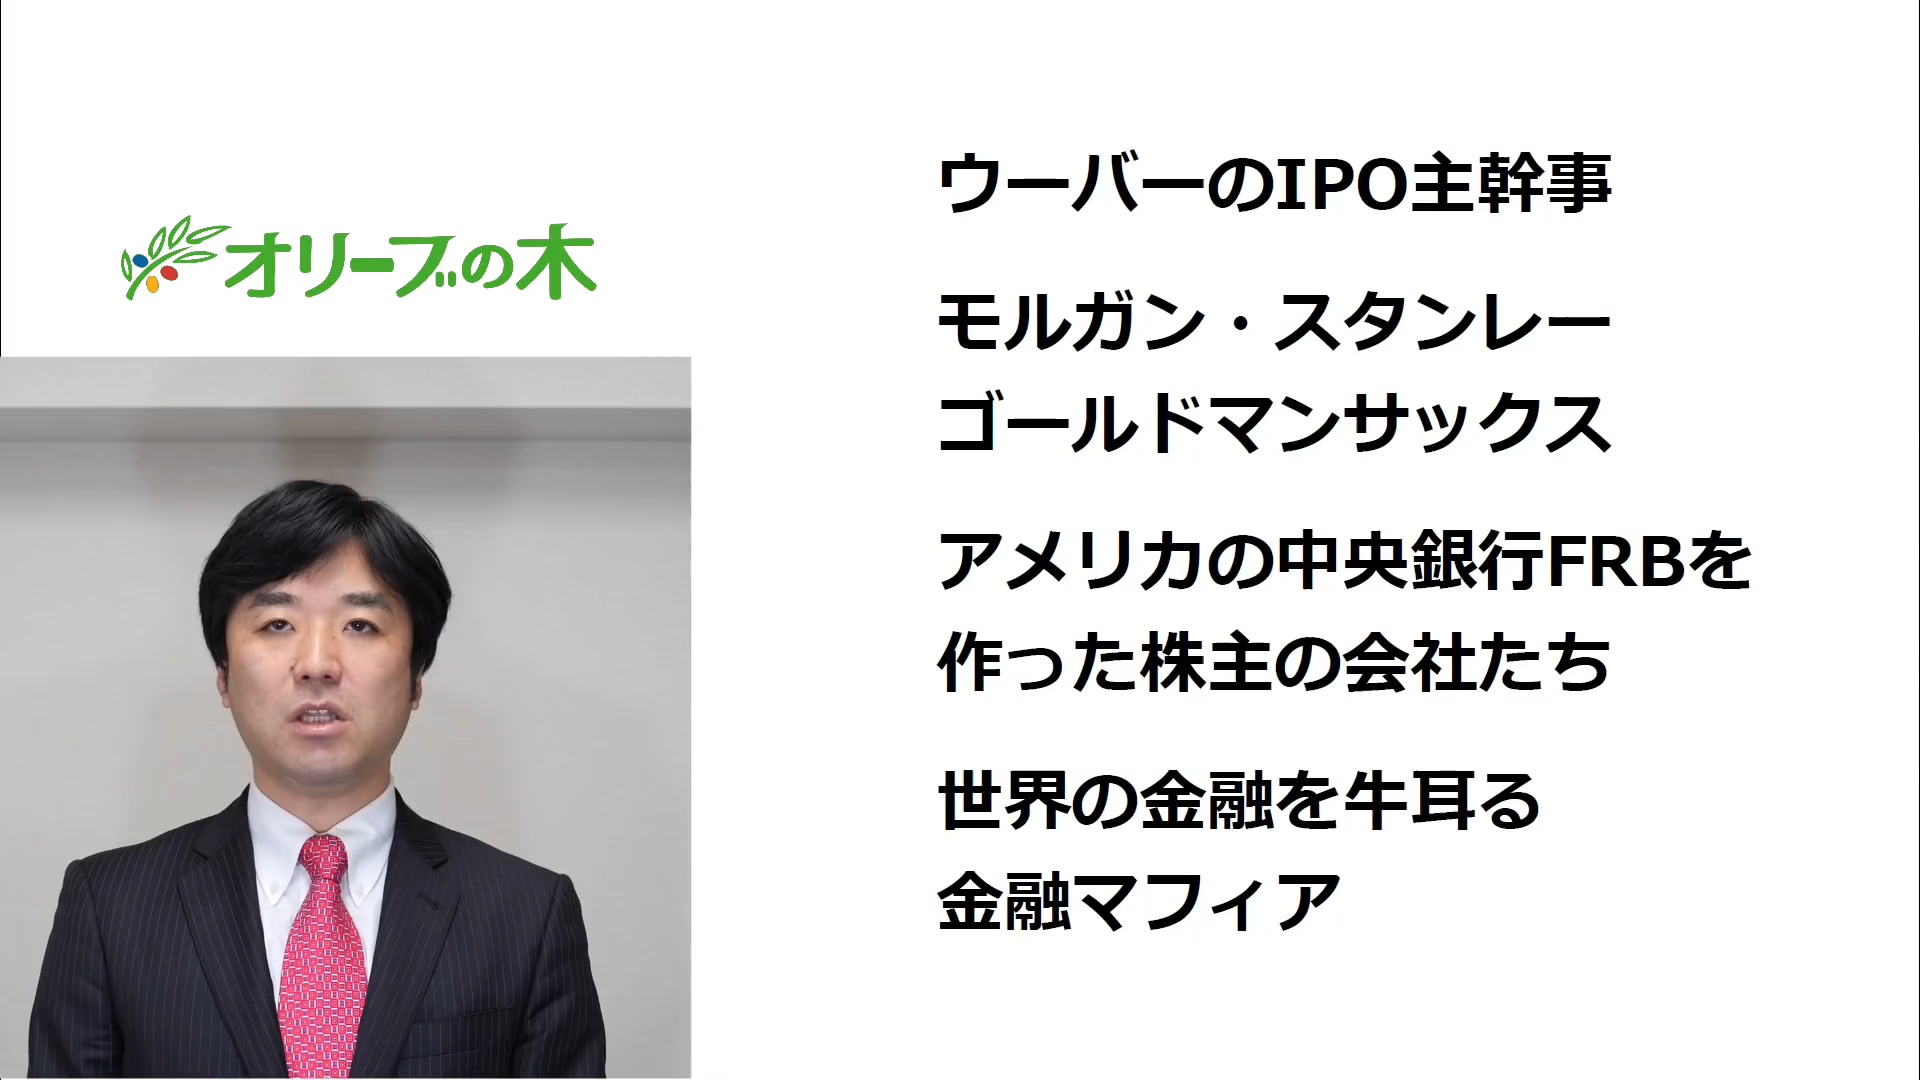 オリーブの木
ウーバーのIPO主幹事
モルガン・スタンレー
ゴールドマンサックス
アメリカの中央銀行FRBを
作った株主の会社たち
世界の金融を牛耳る
金融マフィア